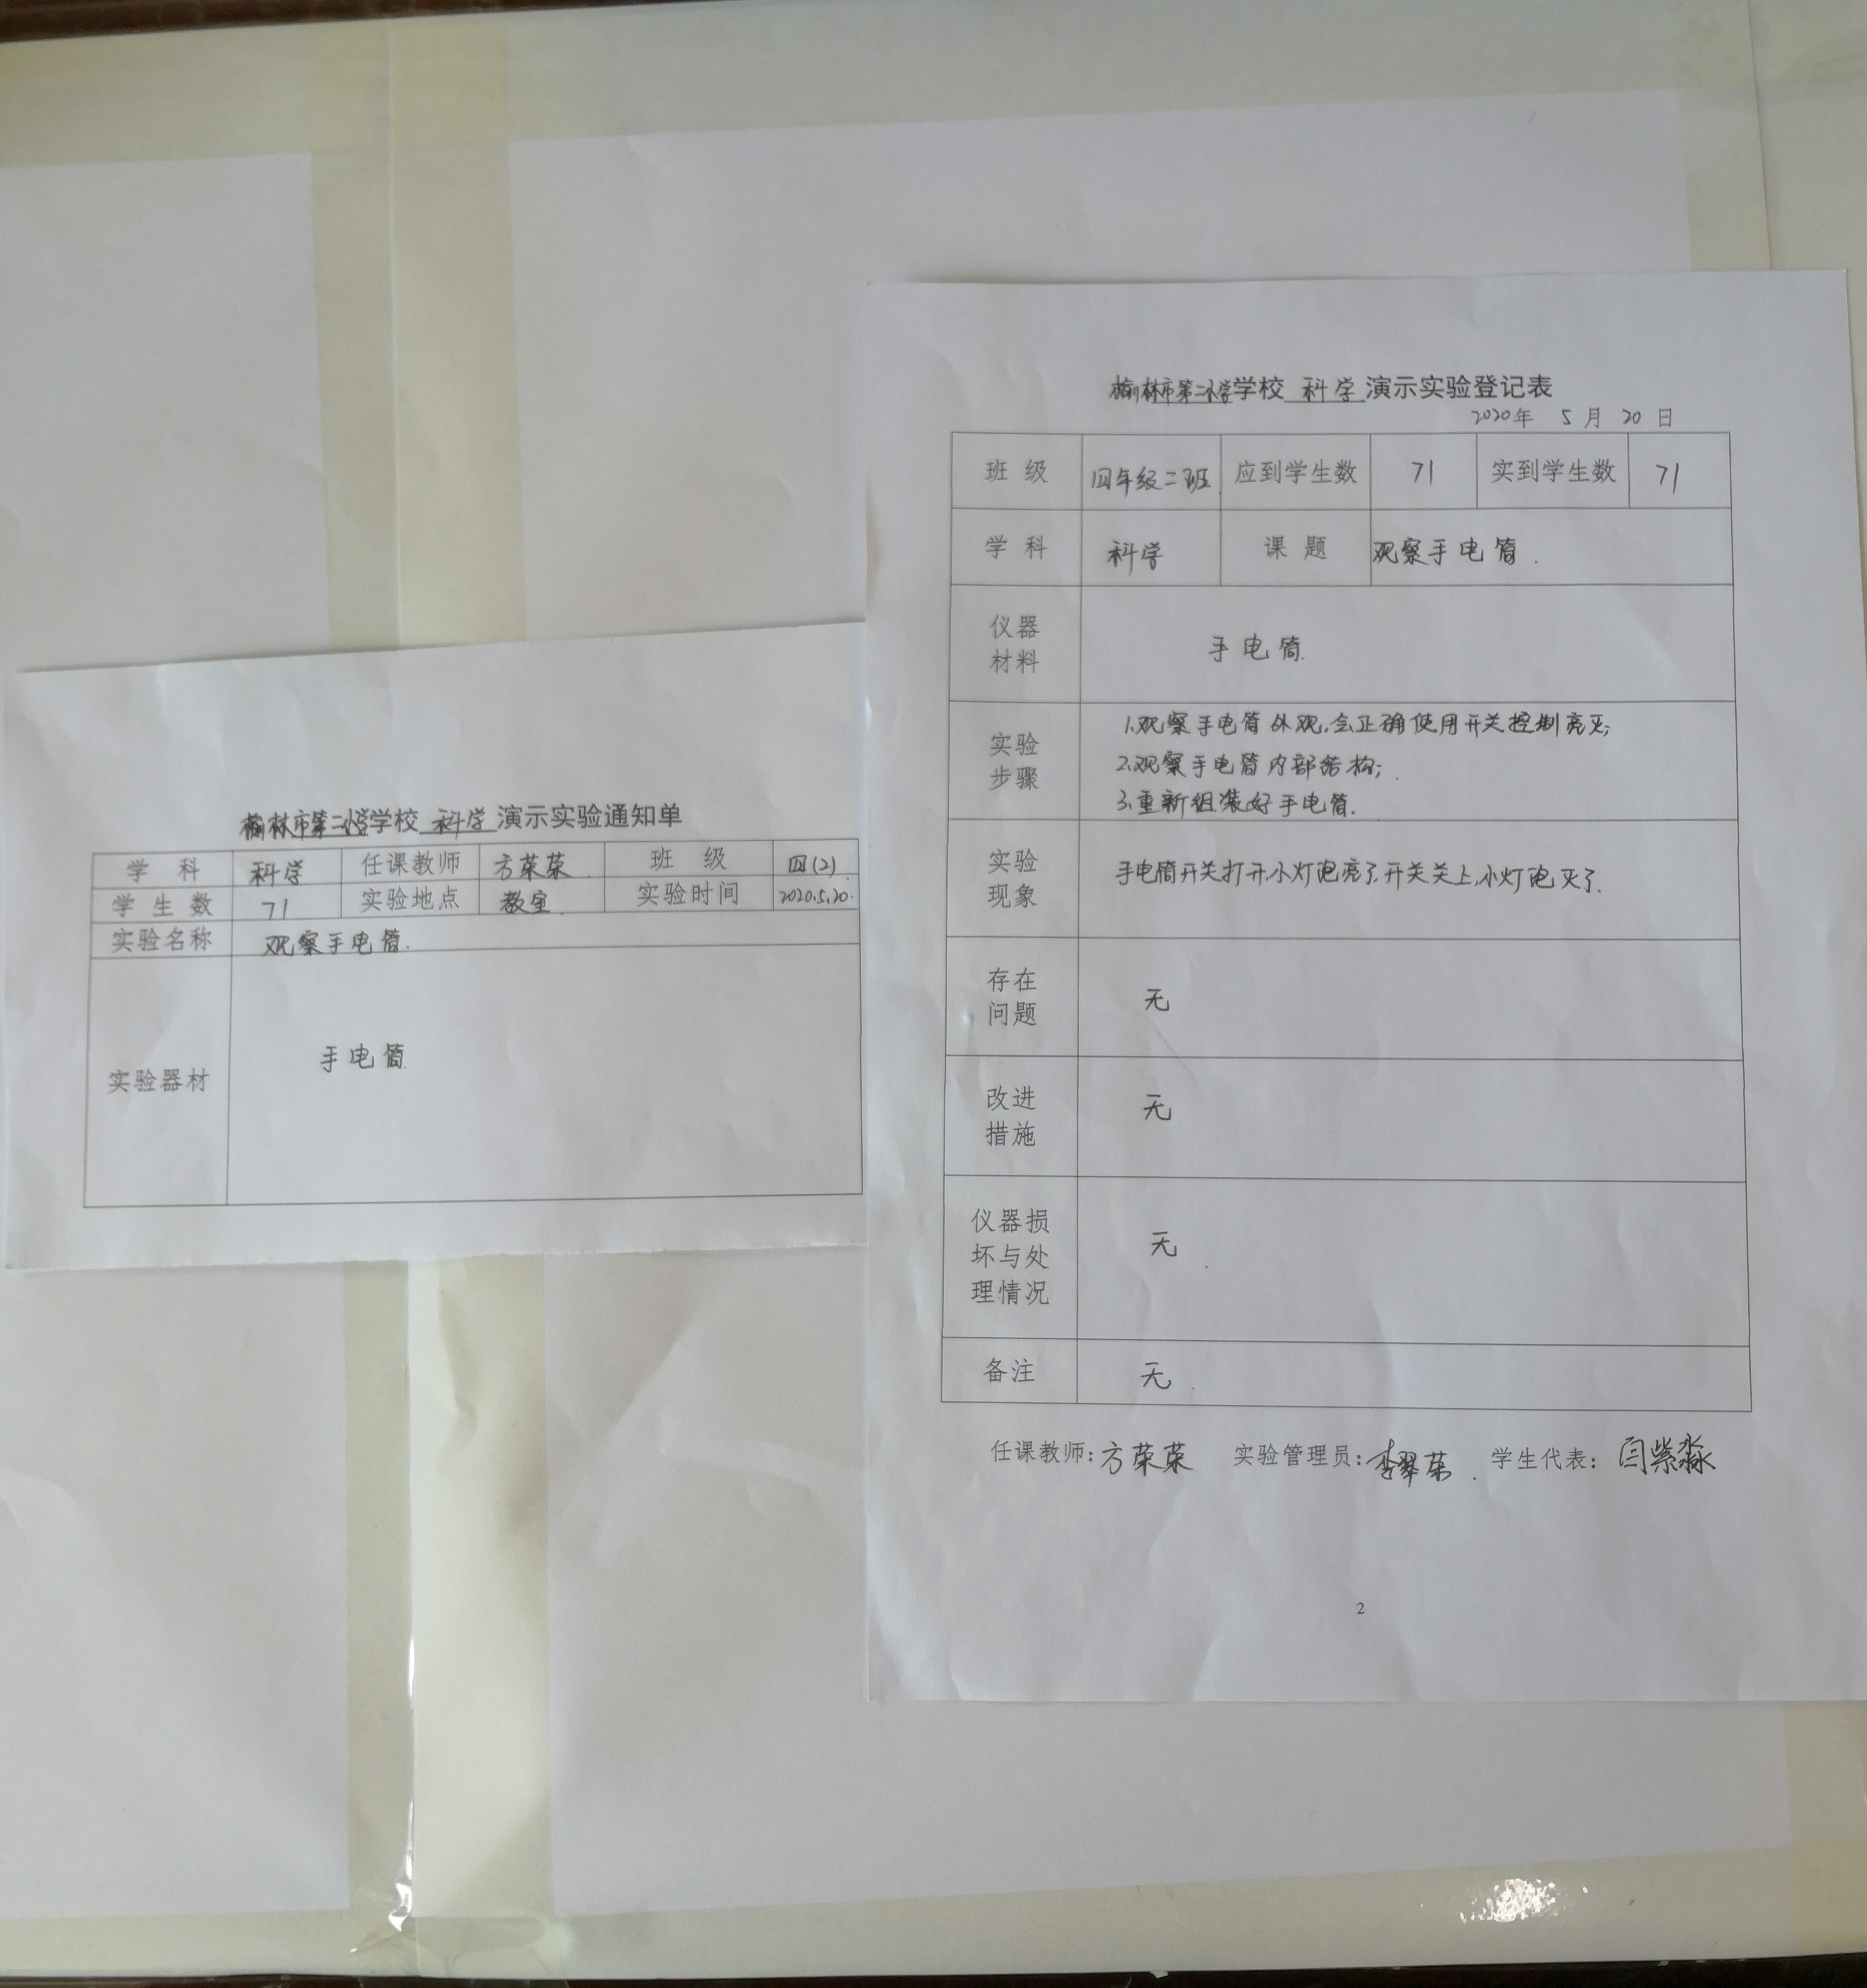 榆林市第二小学学校 科学 演示实验通知单
学 科 科学 任课教师 方荣荣 班 级 四(2)
学 生 数 71 实验地点 教室 实验时间 2020.5.20.
实验名称 观察手电筒.
实验器材 手电筒
榆林市第二小学学校 科学 演示实验登记表
2020年 5 月 20 日
班 级 四年级二班 应到学生数 71 实到学生数 71
学 科 科学 课 题 观察手电筒.
仪器
材料
手电筒.
实验
步骤
1.观察手电筒外观,会正确使用开关控制亮灭;
2.观察手电筒内部结构;
3.重新组装好手电筒.
实验
现象
手电筒开关打开,小灯泡亮了,开关关上,小灯泡灭了.
存在
问题
无
改进
措施
无
仪器损
坏与处
理情况
无
备注 无
任课教师:方荣荣 实验管理员:李翠荣 学生代表:闫紫淼
2